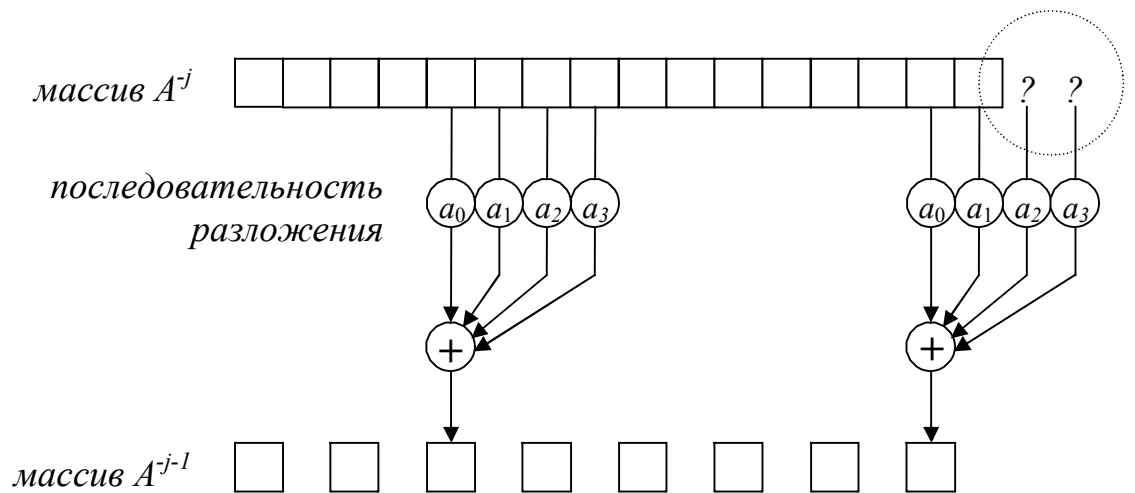 массив A^-j
? ?
последовательность
разложения
a0 a1 a2 a3 a0 a1 a2 a3
+ +
массив A^-j-1